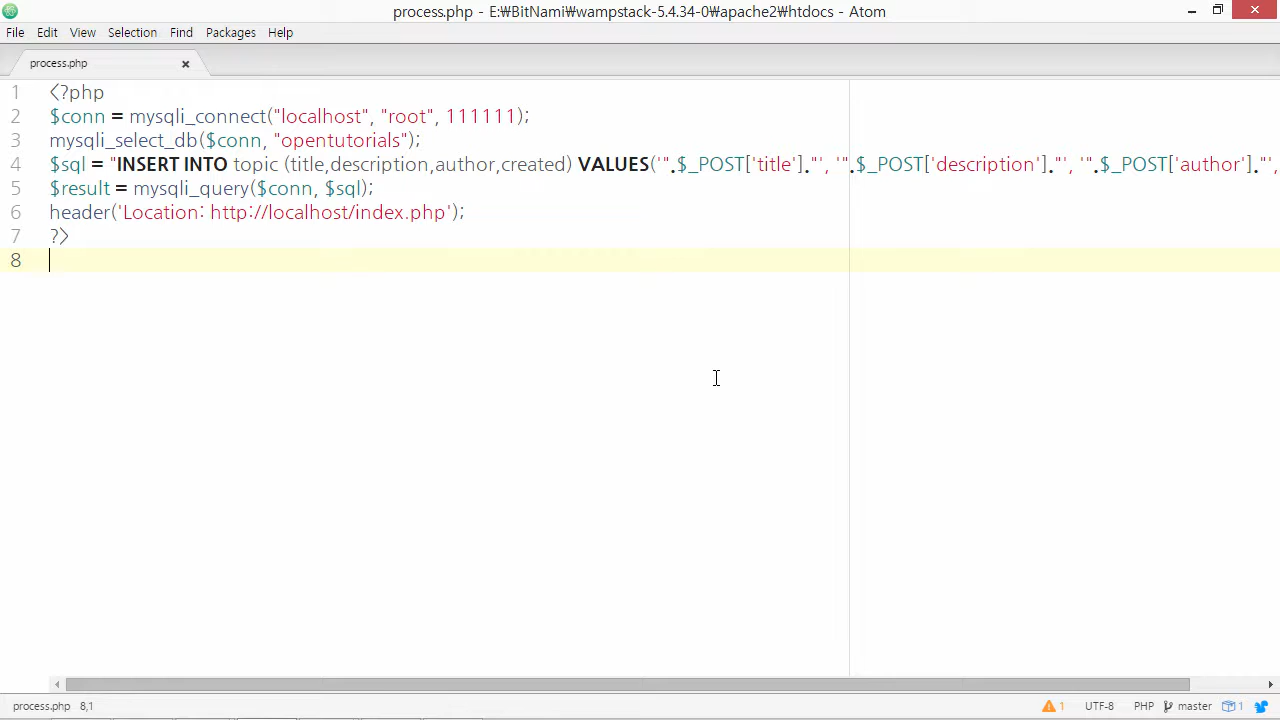 process.php - E:₩BitNami₩wampstack-5.4.34-0₩apache2₩htdocs - Atom
File Edit View Selection Find Packages Help
process.php
1 <?php
2 $conn = mysqli_connect("localhost", "root", 111111);
3 mysqli_select_db($conn, "opentutorials");
4 $sql = "INSERT INTO topic (title,description,author,created) VALUES('".$_POST['title']."', '".$_POST['description']."', '".$_POST['author']."',
5 $result = mysqli_query($conn, $sql);
6 header('Location: http://localhost/index.php');
7 ?>
8
process.php 8,1 1 UTF-8 PHP master 1